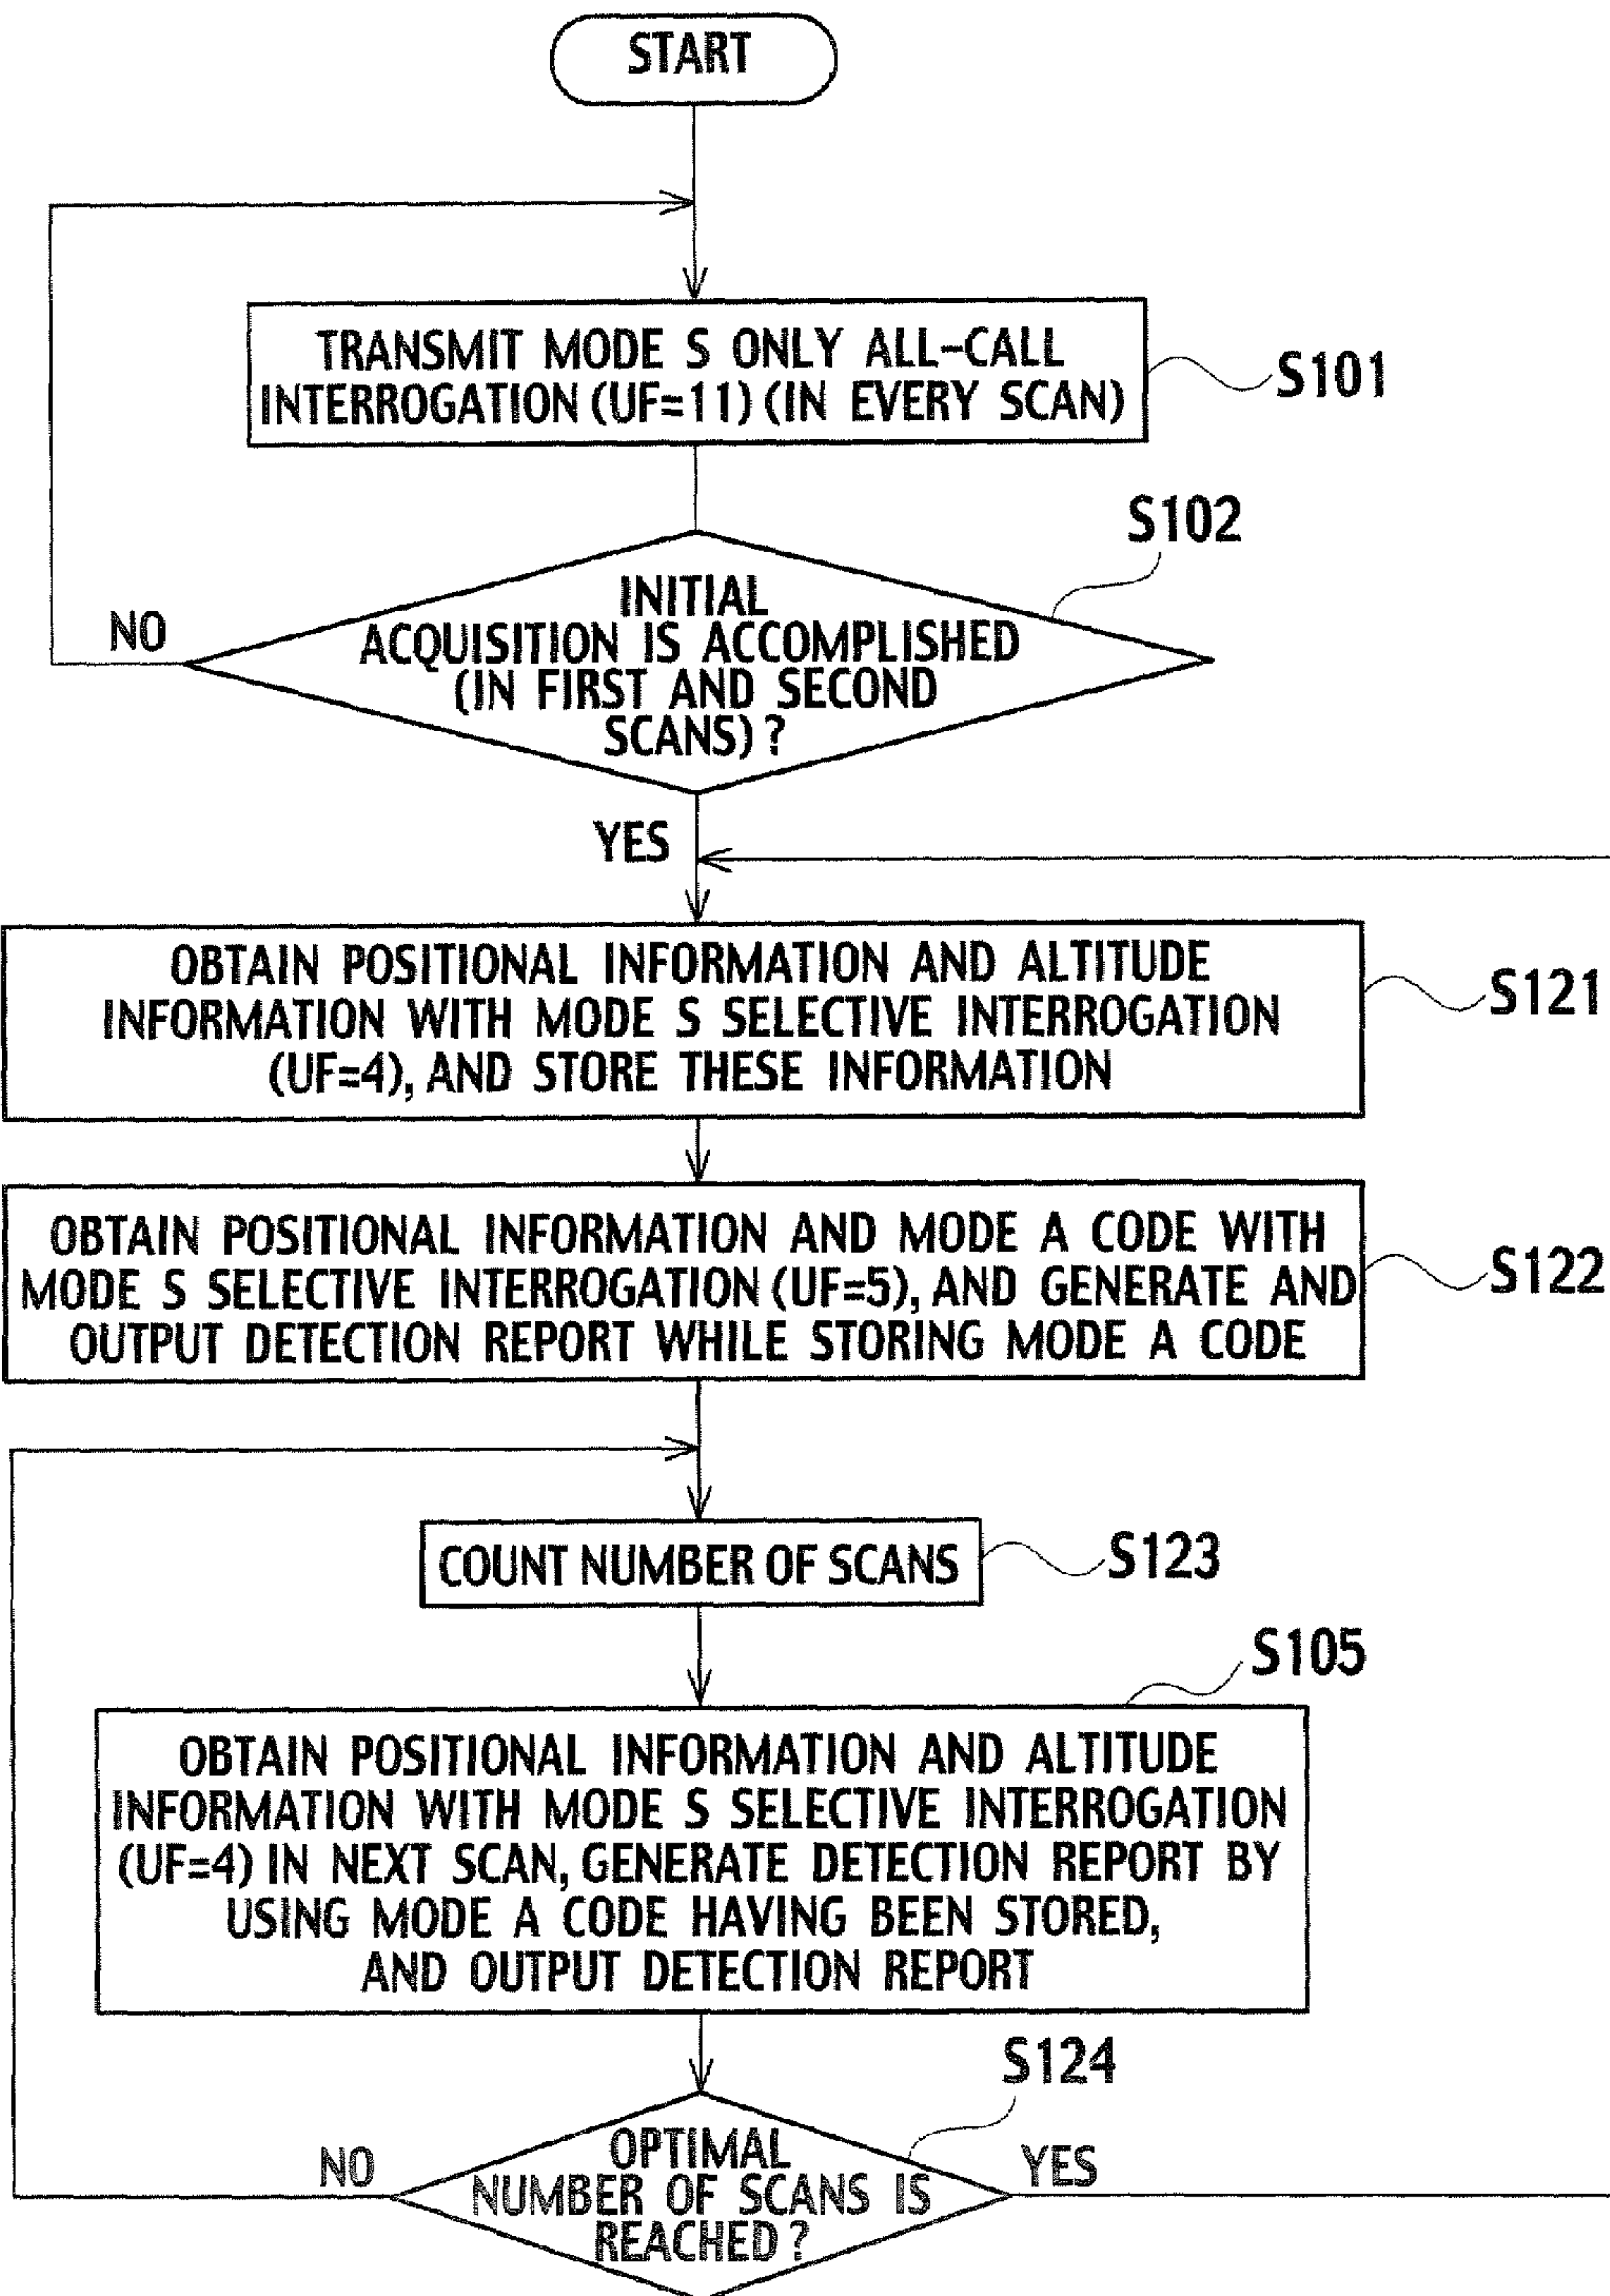 START
TRANSMIT MODE S ONLY ALL-CALL
INTERROGATION (UF=11) (IN EVERY SCAN)
S101
S102
INITIAL
ACQUISITION IS ACCOMPLISHED
(IN FIRST AND SECOND
SCANS) ?
NO
YES
OBTAIN POSITIONAL INFORMATION AND ALTITUDE
INFORMATION WITH MODE S SELECTIVE INTERROGATION
(UF=4), AND STORE THESE INFORMATION
S121
OBTAIN POSITIONAL INFORMATION AND MODE A CODE WITH
MODE S SELECTIVE INTERROGATION (UF=5), AND GENERATE AND
OUTPUT DETECTION REPORT WHILE STORING MODE A CODE
S122
COUNT NUMBER OF SCANS
S123
S105
OBTAIN POSITIONAL INFORMATION AND ALTITUDE
INFORMATION WITH MODE S SELECTIVE INTERROGATION
(UF=4) IN NEXT SCAN, GENERATE DETECTION REPORT BY
USING MODE A CODE HAVING BEEN STORED,
AND OUTPUT DETECTION REPORT
S124
OPTIMAL
NUMBER OF SCANS IS
REACHED ?
NO
YES